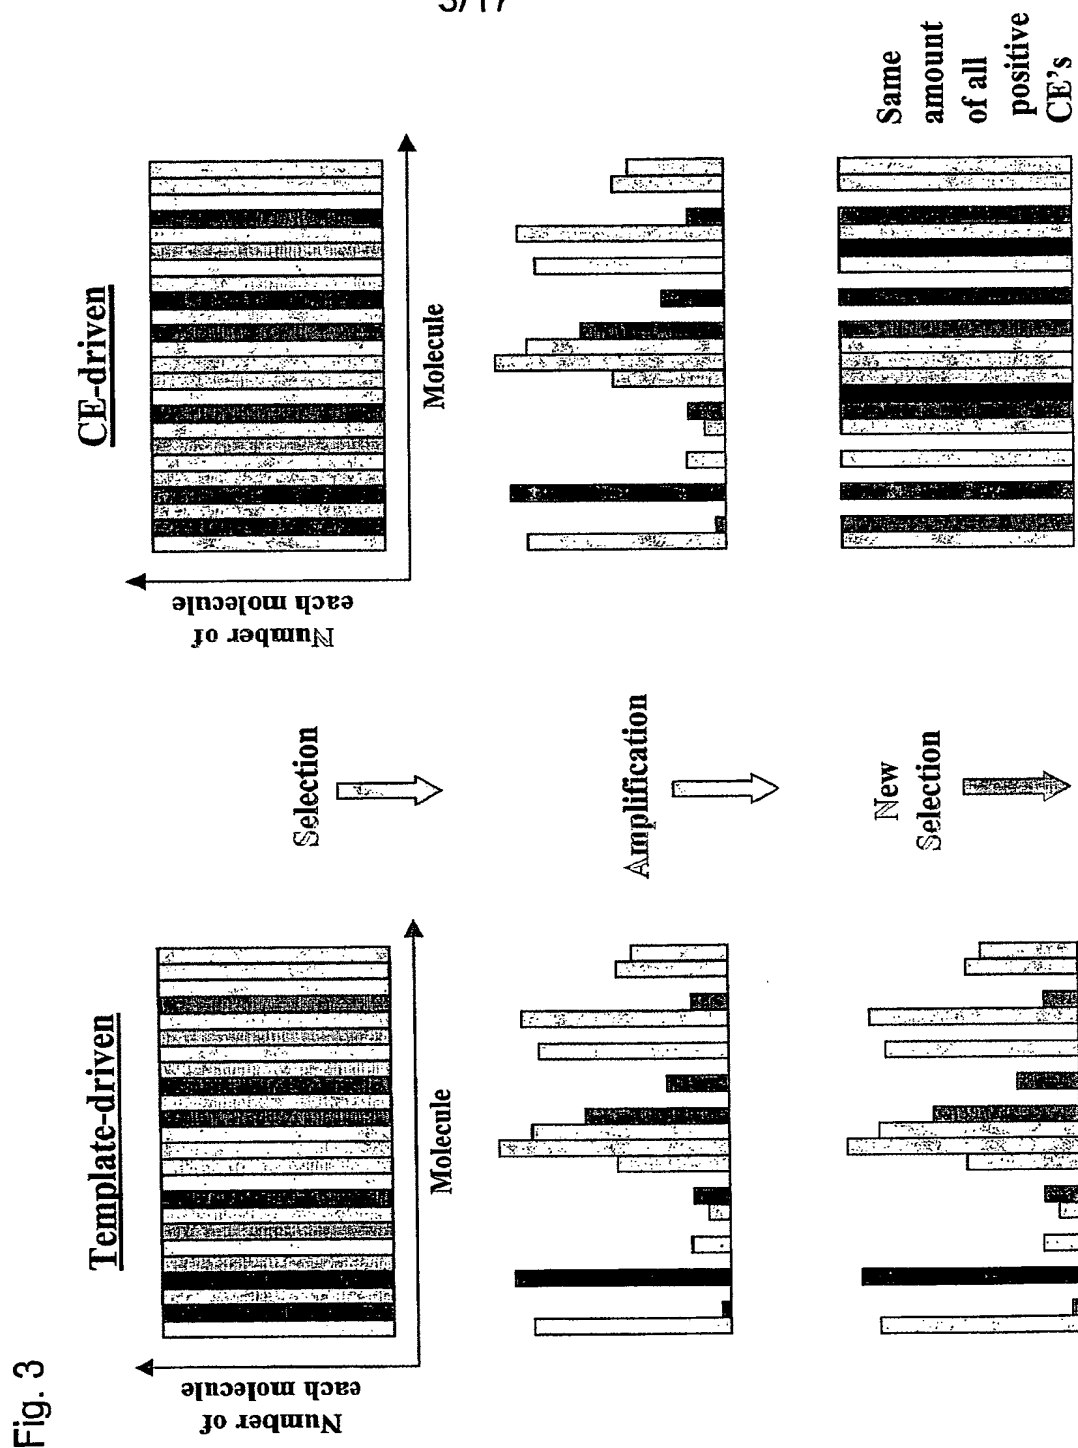 3/17
Fig. 3
Template-driven
CE-driven
Number of
each molecule
Molecule
Number of
each molecule
Molecule
Selection
Amplification
New
Selection
Same
amount
of all
positive
CE's